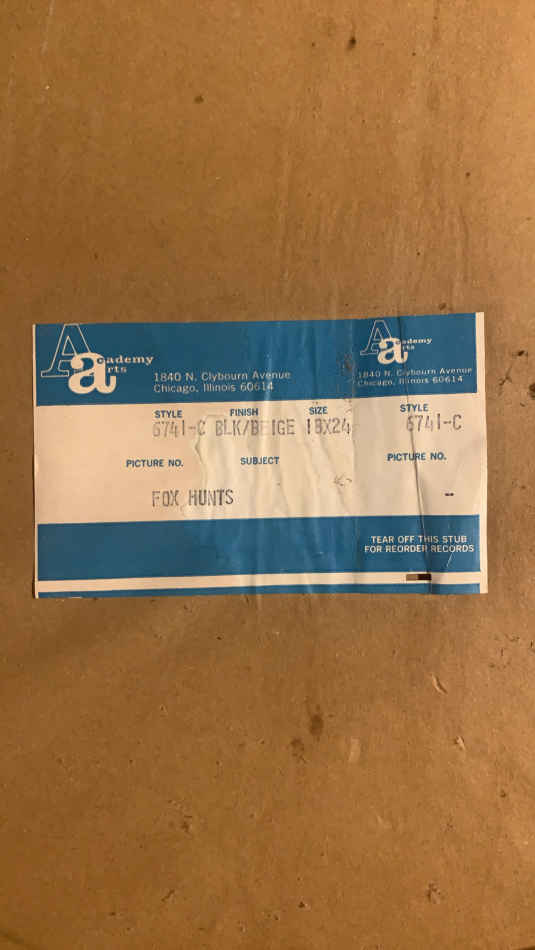 Academy
Arts
1840 N. Clybourn Avenue
Chicago, Illinois 60614
STYLE FINISH SIZE
6741-C BLK/BEIGE 18X24
PICTURE NO. SUBJECT
FOX HUNTS
Academy
Arts
1840 N. Clybourn Avenue
Chicago, Illinois 60614
STYLE
6741-C
PICTURE NO.
--
TEAR OFF THIS STUB
FOR REORDER RECORDS